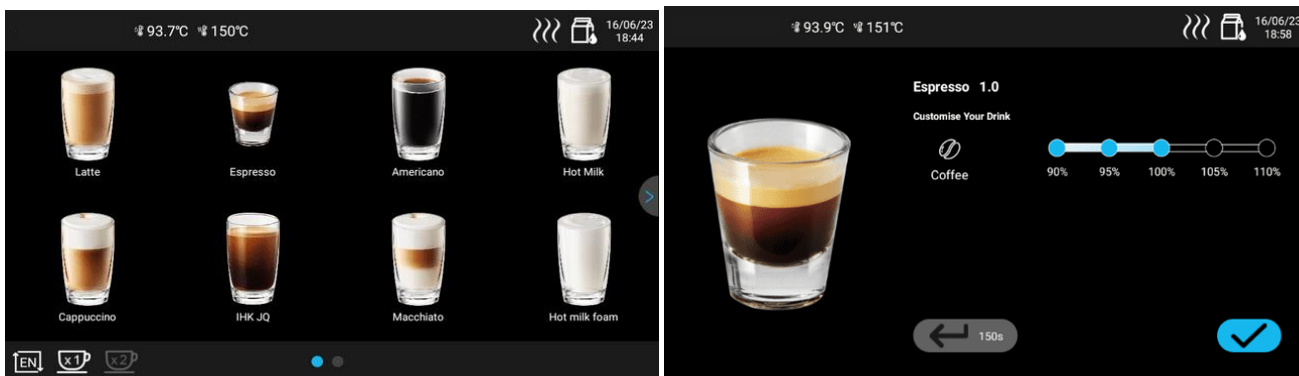 93.7℃ 150℃
16/06/23
18:44
Latte Espresso Americano Hot Milk
>
Cappuccino IHK JQ Macchiato Hot milk foam
EN x1 x2
93.9℃ 151℃
16/06/23
18:58
Espresso 1.0
Customise Your Drink
Coffee
90% 95% 100% 105% 110%
150s